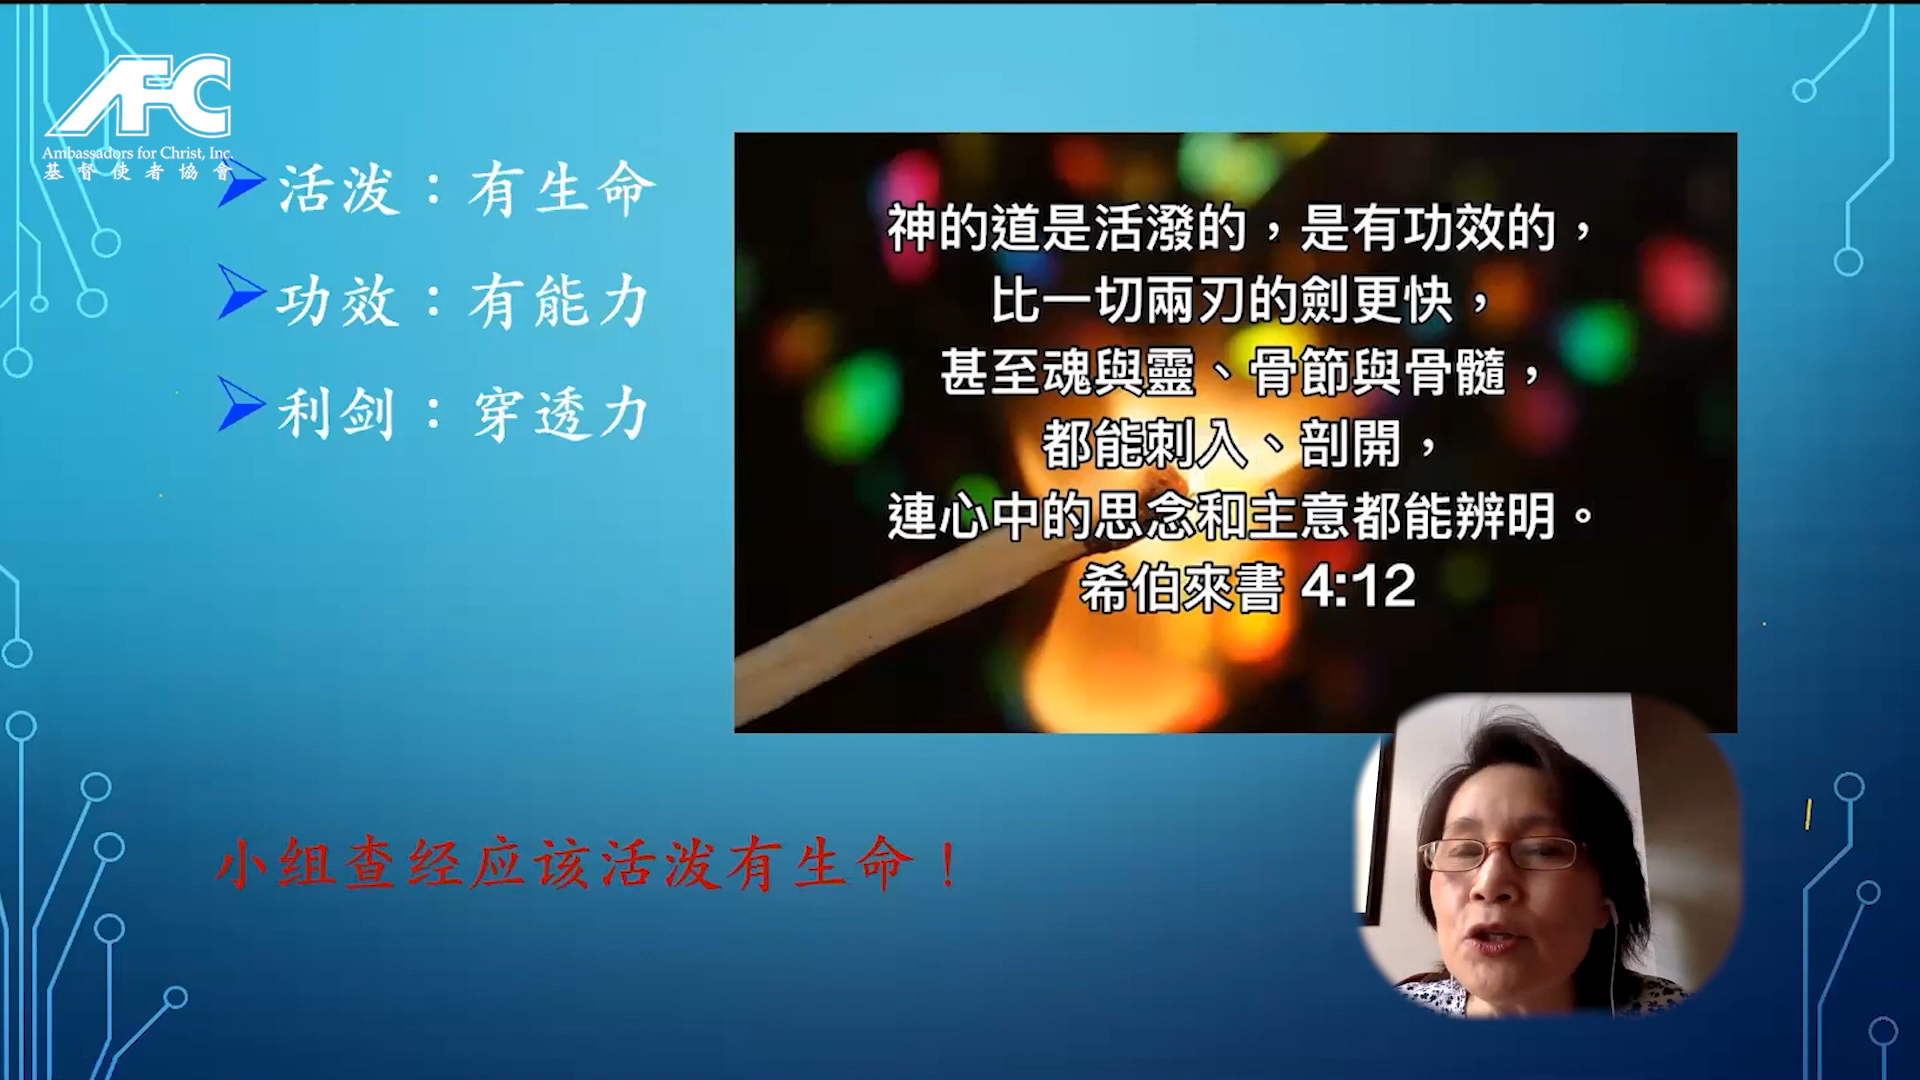 AFC
Ambassadors for Christ, Inc.
基督使者協會
活泼：有生命
功效：有能力
利剑：穿透力
神的道是活潑的，是有功效的，
比一切兩刃的劍更快，
甚至魂與靈、骨節與骨髓，
都能刺入、剖開，
連心中的思念和主意都能辨明。
希伯來書 4:12
小组查经应该活泼有生命！